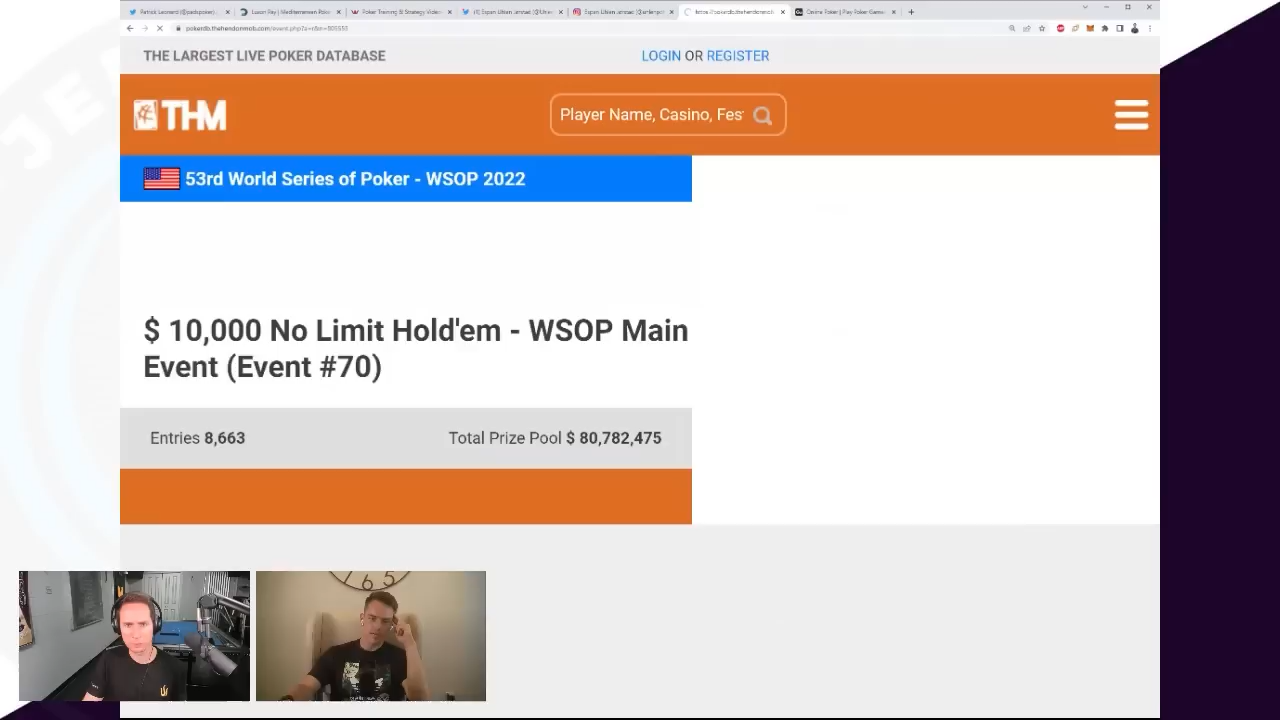 THE LARGEST LIVE POKER DATABASE
LOGIN OR REGISTER
THM
Player Name, Casino, Fes
53rd World Series of Poker - WSOP 2022
$ 10,000 No Limit Hold'em - WSOP Main
Event (Event #70)
Entries 8,663
Total Prize Pool $ 80,782,475